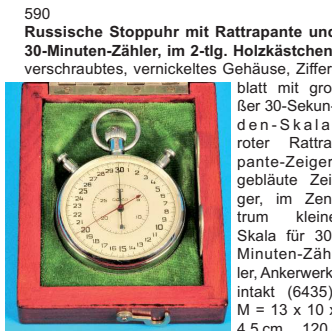 590
Russische Stoppuhr mit Rattrapante und
30-Minuten-Zähler, im 2-tlg. Holzkästchen
verschraubtes, vernickeltes Gehäuse, Ziffer
blatt mit gro
ßer 30-Sekun
den-Skala
roter Rattra
pante-Zeiger
gebläute Zei
ger, im Zen
trum kleine
Skala für 30
Minuten-Zäh
ler, Ankerwerk
intakt (6435)
M = 13 x 10 x
4,5 cm 120,